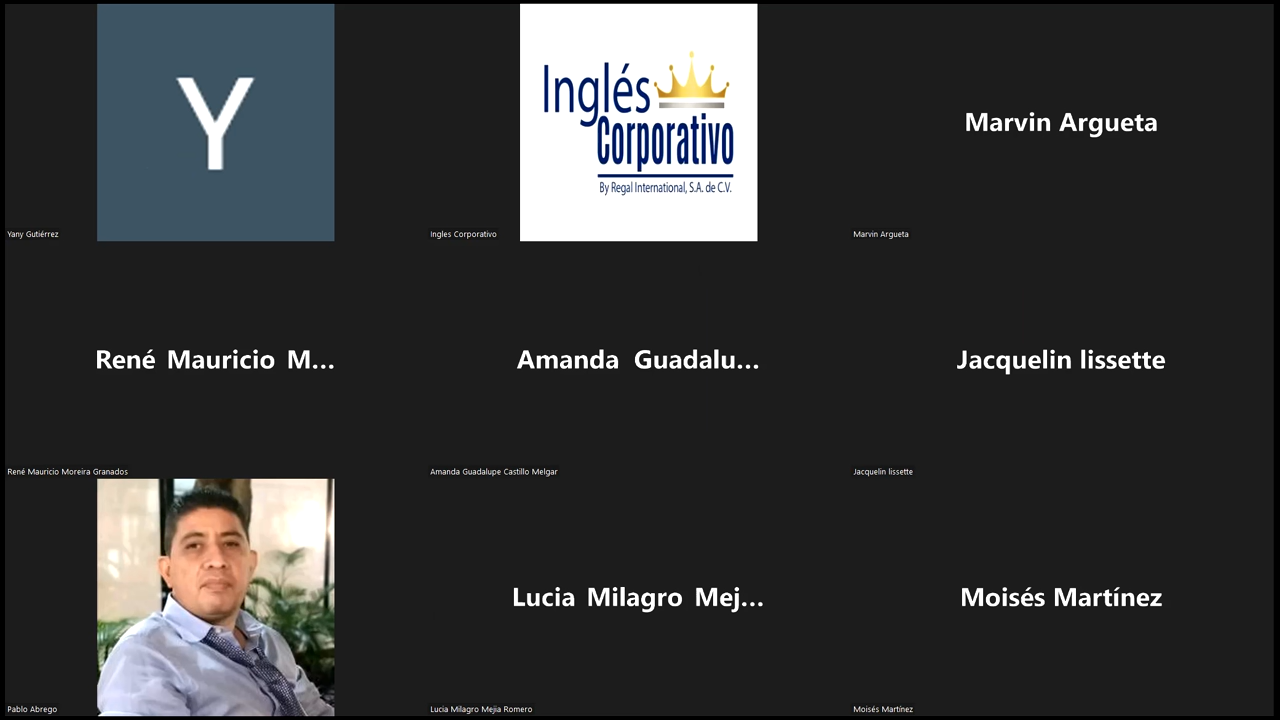 Y
Yany Gutiérrez
Inglés
Corporativo
By Regal International, S.A. de C.V.
Ingles Corporativo
Marvin Argueta
Marvin Argueta
René Mauricio M...
René Mauricio Moreira Granados
Amanda Guadalu...
Amanda Guadalupe Castillo Melgar
Jacquelin lissette
Jacquelin lissette
Pablo Abrego
Lucia Milagro Mej...
Lucia Milagro Mejia Romero
Moisés Martínez
Moisés Martínez